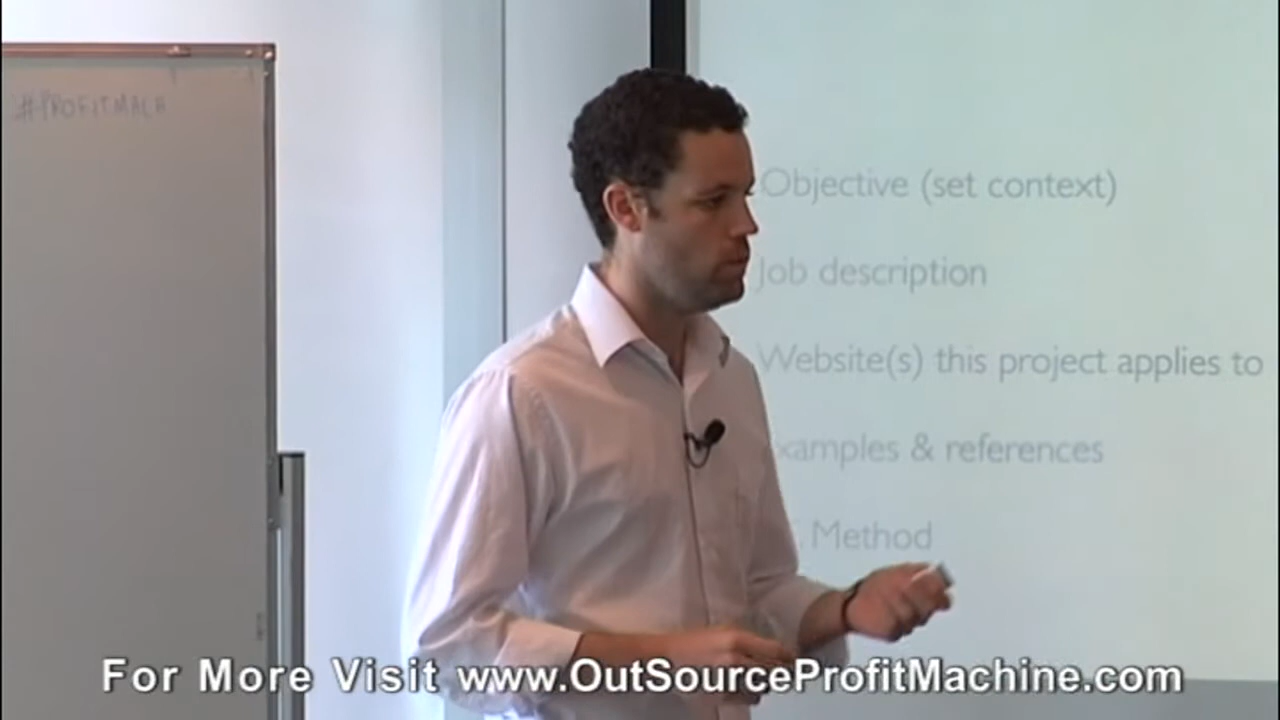 #PROFITMACH
Objective (set context)
Job description
Website(s) this project applies to
& references
Method
For More Visit www.OutSourceProfitMachine.com